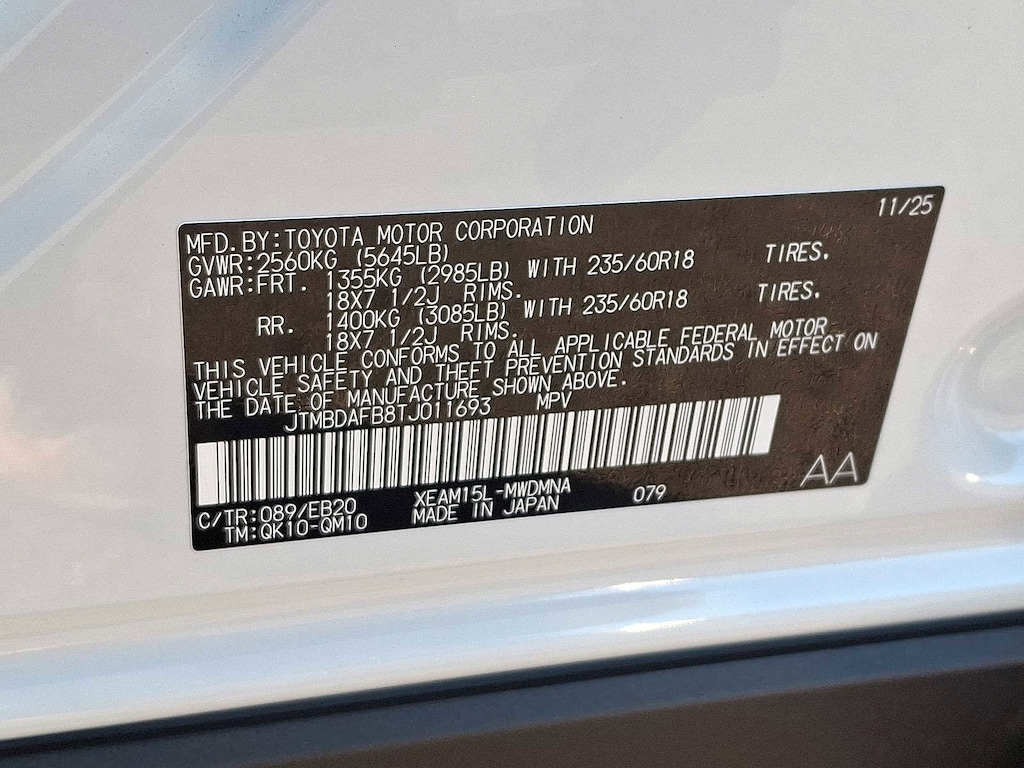 11/25
MFD. BY: TOYOTA MOTOR CORPORATION
GVWR: 2560KG (5645LB)
GAWR: FRT. 1355KG (2985LB) WITH 235/60R18 TIRES.
18X7 1/2J RIMS.
RR. 1400KG (3085LB) WITH 235/60R18 TIRES.
18X7 1/2J RIMS.
THIS VEHICLE CONFORMS TO ALL APPLICABLE FEDERAL MOTOR
VEHICLE SAFETY AND THEFT PREVENTION STANDARDS IN EFFECT ON
THE DATE OF MANUFACTURE SHOWN ABOVE.
JTMBDAFB8TJ011693 MPV
AA
C/TR: 089/EB20 XEAM15L-MWDMNA 079
TM: QK10-QM10 MADE IN JAPAN